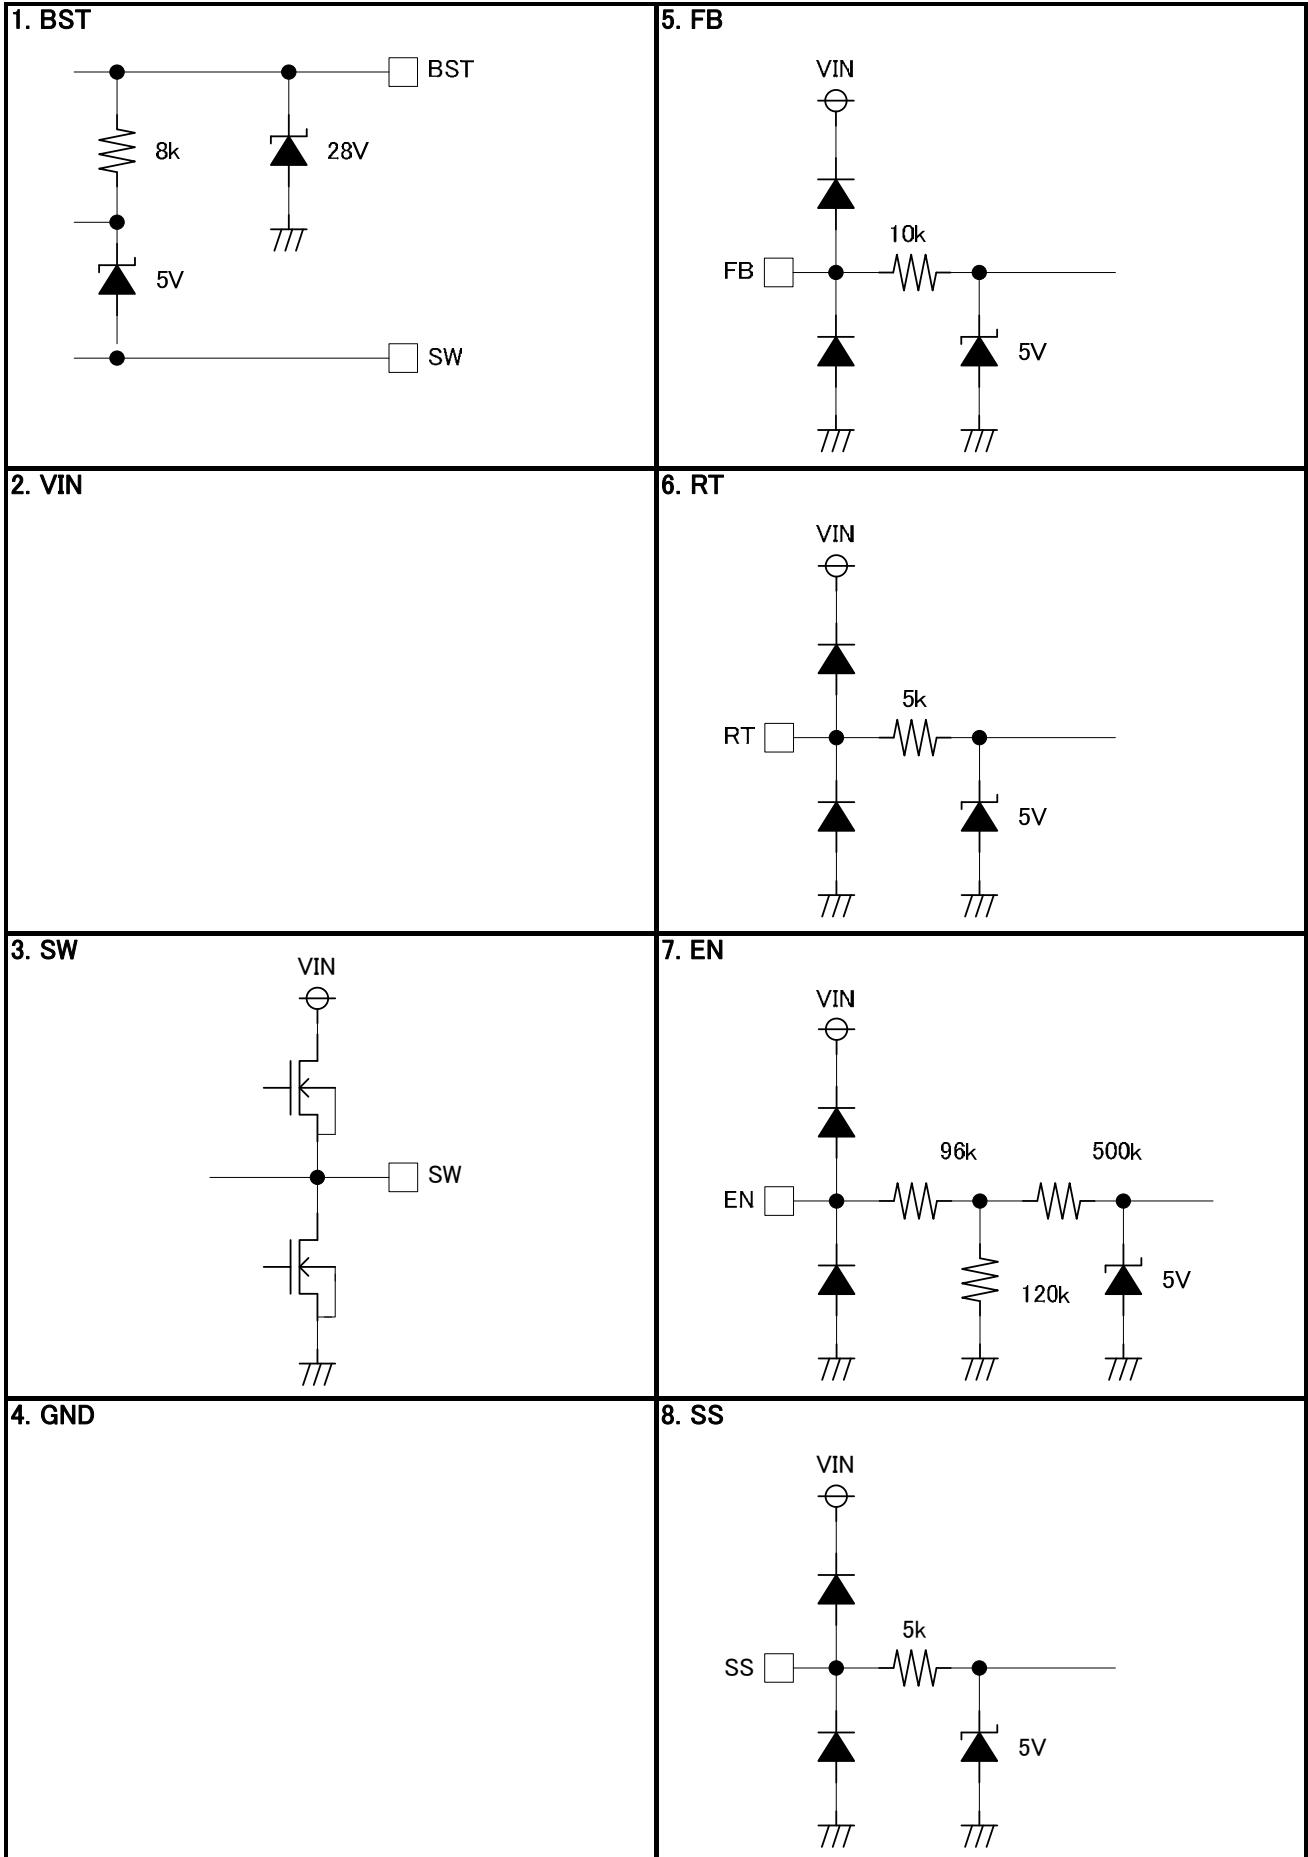 1. BST
BST
8k
28V
5V
SW
2. VIN
3. SW
VIN
SW
4. GND
5. FB
VIN
10k
FB
5V
6. RT
VIN
5k
RT
5V
7. EN
VIN
96k 500k
EN
120k
5V
8. SS
VIN
5k
SS
5V